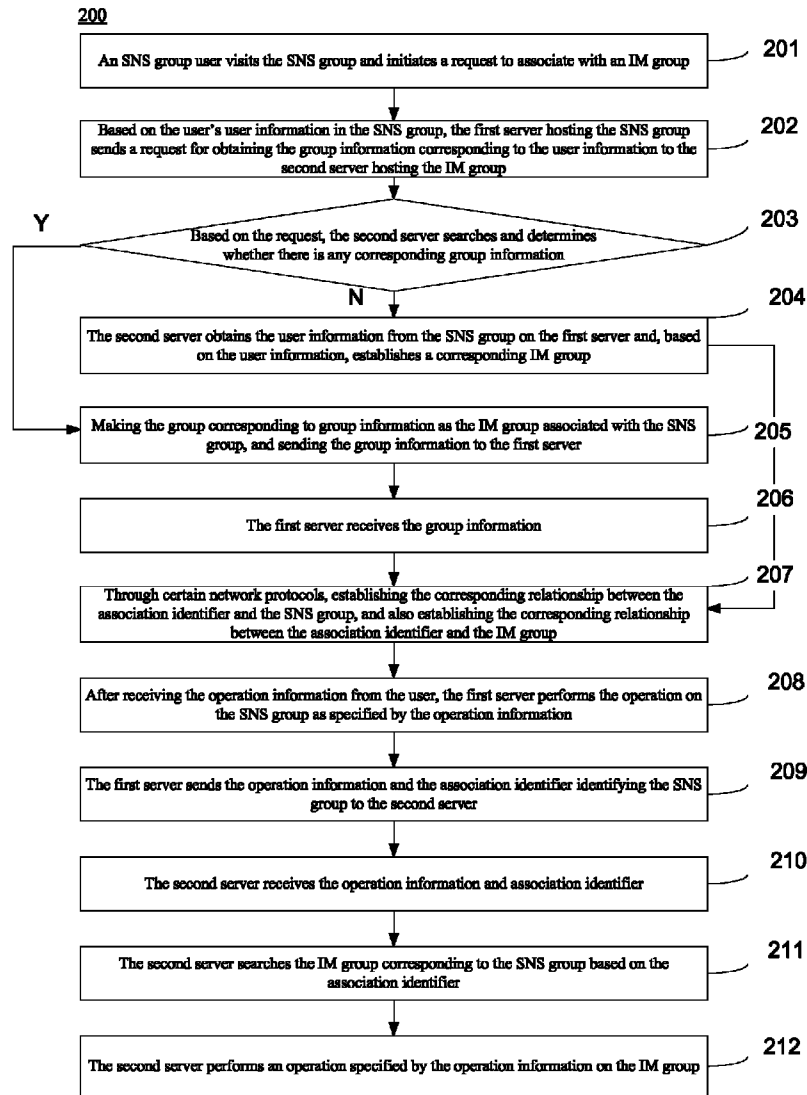 200
An SNS group user visits the SNS group and initiates a request to associate with an IM group
201
Based on the user's user information in the SNS group, the first server hosting the SNS group
sends a request for obtaining the group information corresponding to the user information to the
second server hosting the IM group
202
Y
Based on the request, the second server searches and determines
whether there is any corresponding group information
203
N
204
The second server obtains the user information from the SNS group on the first server and, based
on the user information, establishes a corresponding IM group
Making the group corresponding to group information as the IM group associated with the SNS
group, and sending the group information to the first server
205
206
The first server receives the group information
207
Through certain network protocols, establishing the corresponding relationship between the
association identifier and the SNS group, and also establishing the corresponding relationship
between the association identifier and the IM group
208
After receiving the operation information from the user, the first server performs the operation on
the SNS group as specified by the operation information
209
The first server sends the operation information and the association identifier identifying the SNS
group to the second server
210
The second server receives the operation information and association identifier
211
The second server searches the IM group corresponding to the SNS group based on the
association identifier
212
The second server performs an operation specified by the operation information on the IM group